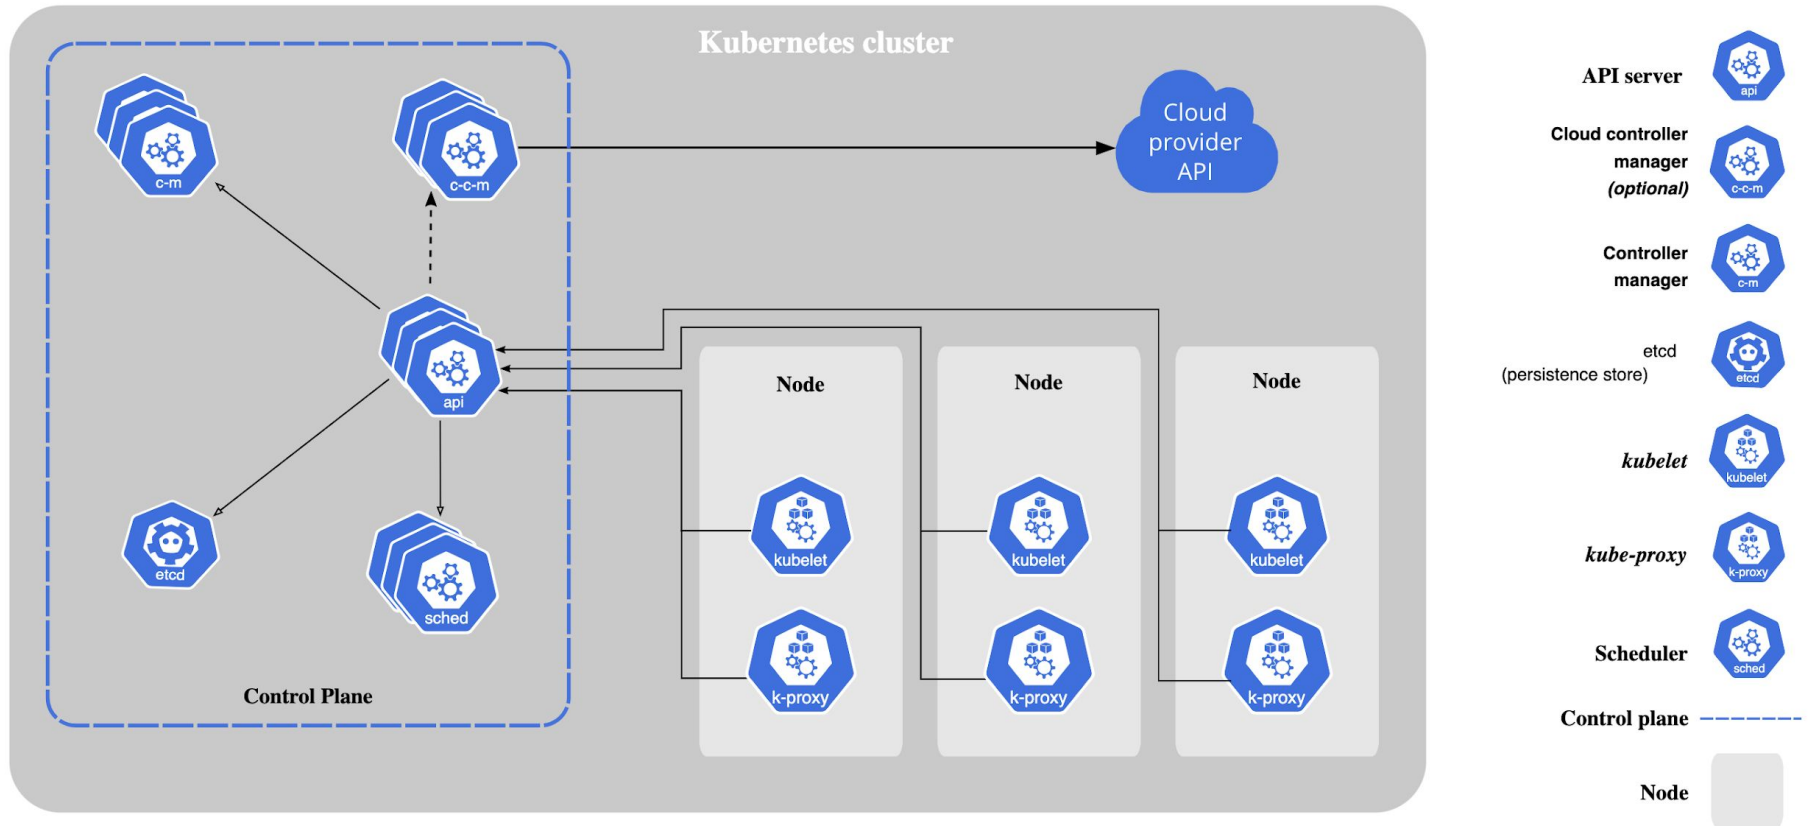 Kubernetes cluster
c-m
c-c-m
Cloud
provider
API
api
etcd
sched
Control Plane
Node
kubelet
k-proxy
Node
kubelet
k-proxy
Node
kubelet
k-proxy
API server
api
Cloud controller
manager
(optional)
c-c-m
Controller
manager
c-m
etcd
(persistence store)
etcd
kubelet
kubelet
kube-proxy
k-proxy
Scheduler
sched
Control plane
Node